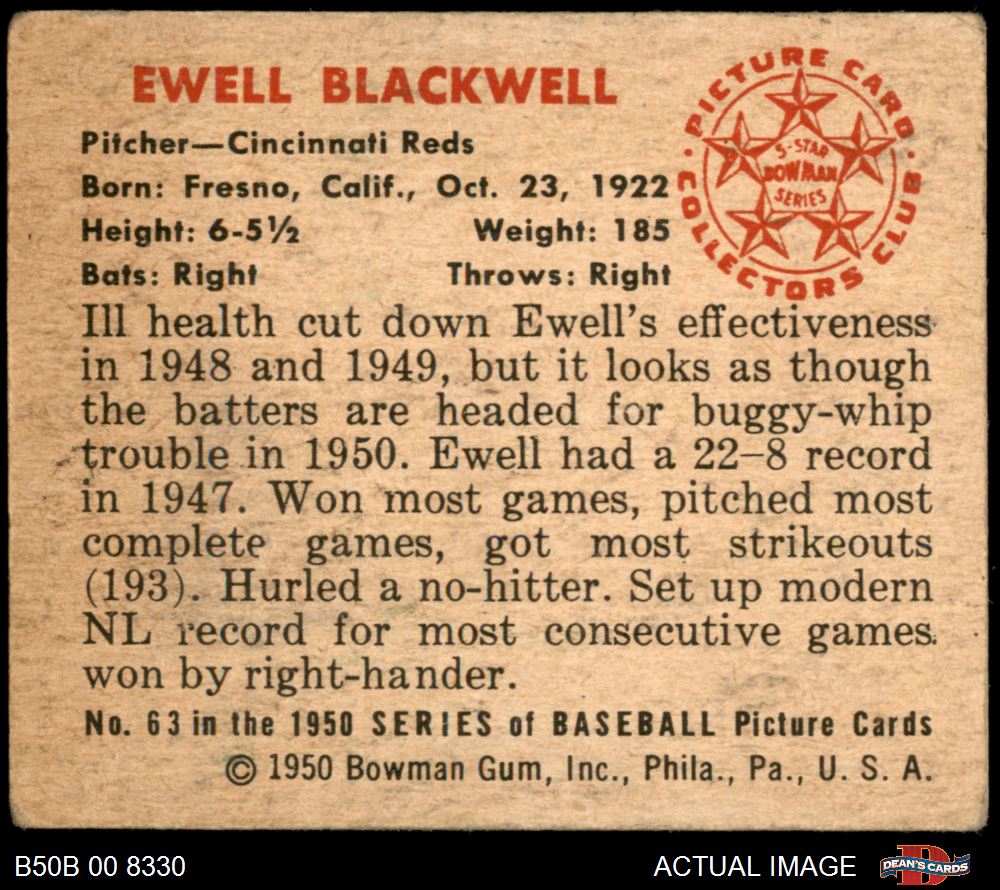 EWELL BLACKWELL
Pitcher—Cincinnati Reds
Born: Fresno, Calif., Oct. 23, 1922
Height: 6-5½ Weight: 185
Bats: Right Throws: Right
PICTURE CARD COLLECTORS CLUB
5-STAR
BOWMAN
SERIES
Ill health cut down Ewell's effectiveness
in 1948 and 1949, but it looks as though
the batters are headed for buggy-whip
trouble in 1950. Ewell had a 22–8 record
in 1947. Won most games, pitched most
complete games, got most strikeouts
(193). Hurled a no-hitter. Set up modern
NL record for most consecutive games
won by right-hander.
No. 63 in the 1950 SERIES of BASEBALL Picture Cards
© 1950 Bowman Gum, Inc., Phila., Pa., U. S. A.
B50B 00 8330
ACTUAL IMAGE
D
DEAN'S CARDS